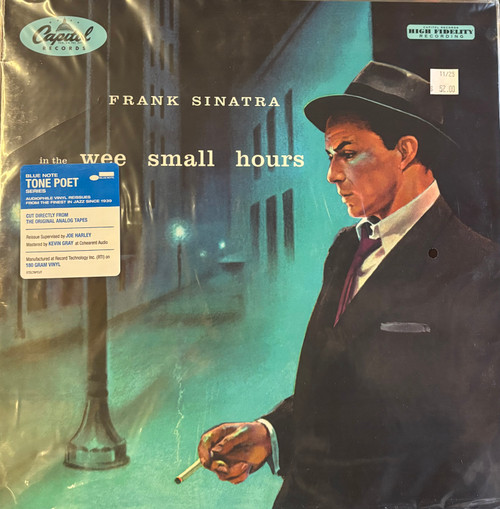 Capitol
RECORDS
CAPITOL RECORDS
HIGH FIDELITY
RECORDING
11/25
52.00
FRANK SINATRA
in the wee small hours
BLUE NOTE
TONE POET
SERIES
AUDIOPHILE VINYL REISSUES
FROM THE FINEST IN JAZZ SINCE 1939
CUT DIRECTLY FROM
THE ORIGINAL ANALOG TAPES
Reissue Supervised by JOE HARLEY
Mastered by KEVIN GRAY at Cohearent Audio
Manufactured at Record Technology Inc. (RTI) on
180 GRAM VINYL